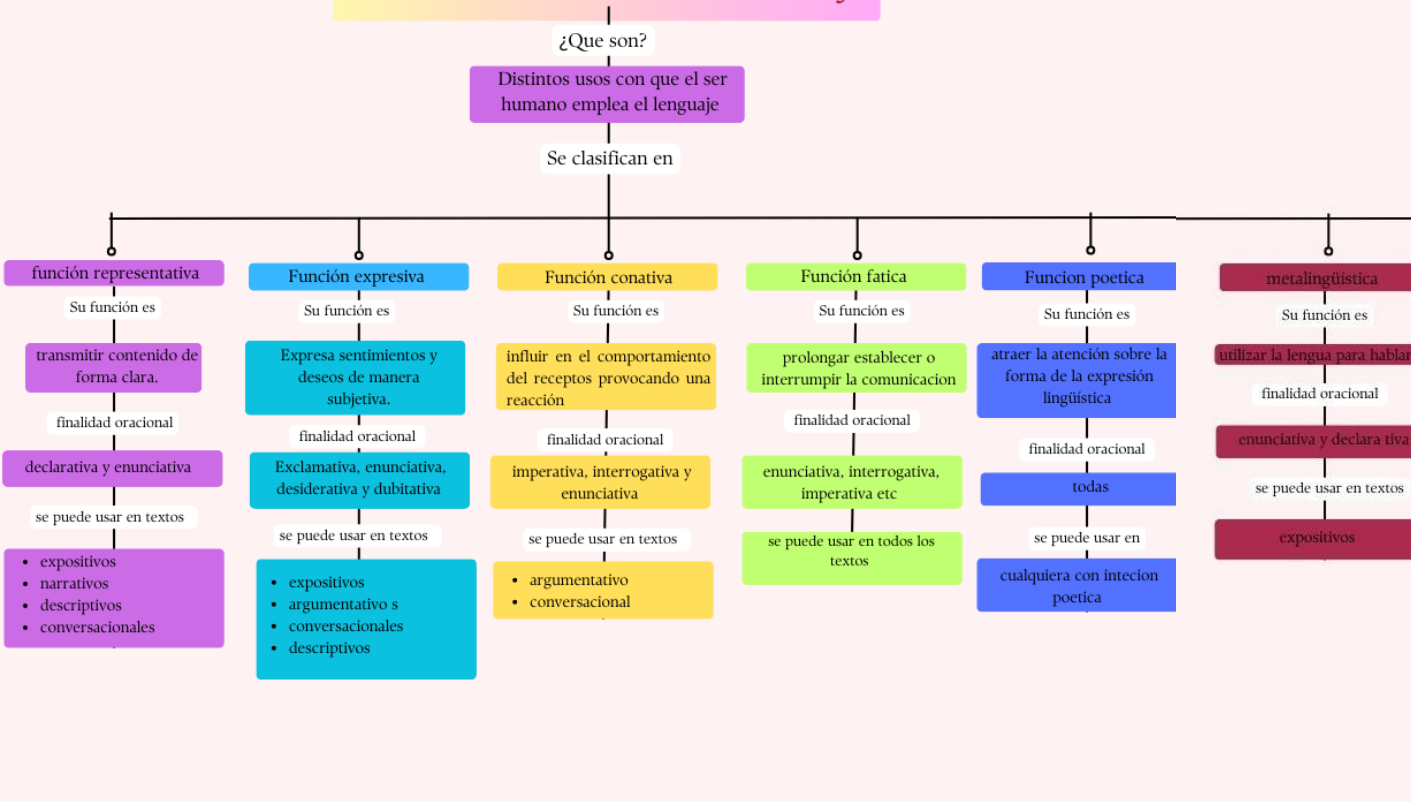 ¿Que son?
Distintos usos con que el ser
humano emplea el lenguaje
Se clasifican en
función representativa
Su función es
transmitir contenido de
forma clara.
finalidad oracional
declarativa y enunciativa
se puede usar en textos
• expositivos
• narrativos
• descriptivos
• conversacionales
Función expresiva
Su función es
Expresa sentimientos y
deseos de manera
subjetiva.
finalidad oracional
Exclamativa, enunciativa,
desiderativa y dubitativa
se puede usar en textos
• expositivos
• argumentativo s
• conversacionales
• descriptivos
Función conativa
Su función es
influir en el comportamiento
del receptos provocando una
reacción
finalidad oracional
imperativa, interrogativa y
enunciativa
se puede usar en textos
• argumentativo
• conversacional
Función fatica
Su función es
prolongar establecer o
interrumpir la comunicacion
finalidad oracional
enunciativa, interrogativa,
imperativa etc
se puede usar en todos los
textos
Funcion poetica
Su función es
atraer la atención sobre la
forma de la expresión
lingüística
finalidad oracional
todas
se puede usar en
cualquiera con intecion
poetica
metalingüística
Su función es
utilizar la lengua para hablar
finalidad oracional
enunciativa y declara tiva
se puede usar en textos
expositivos